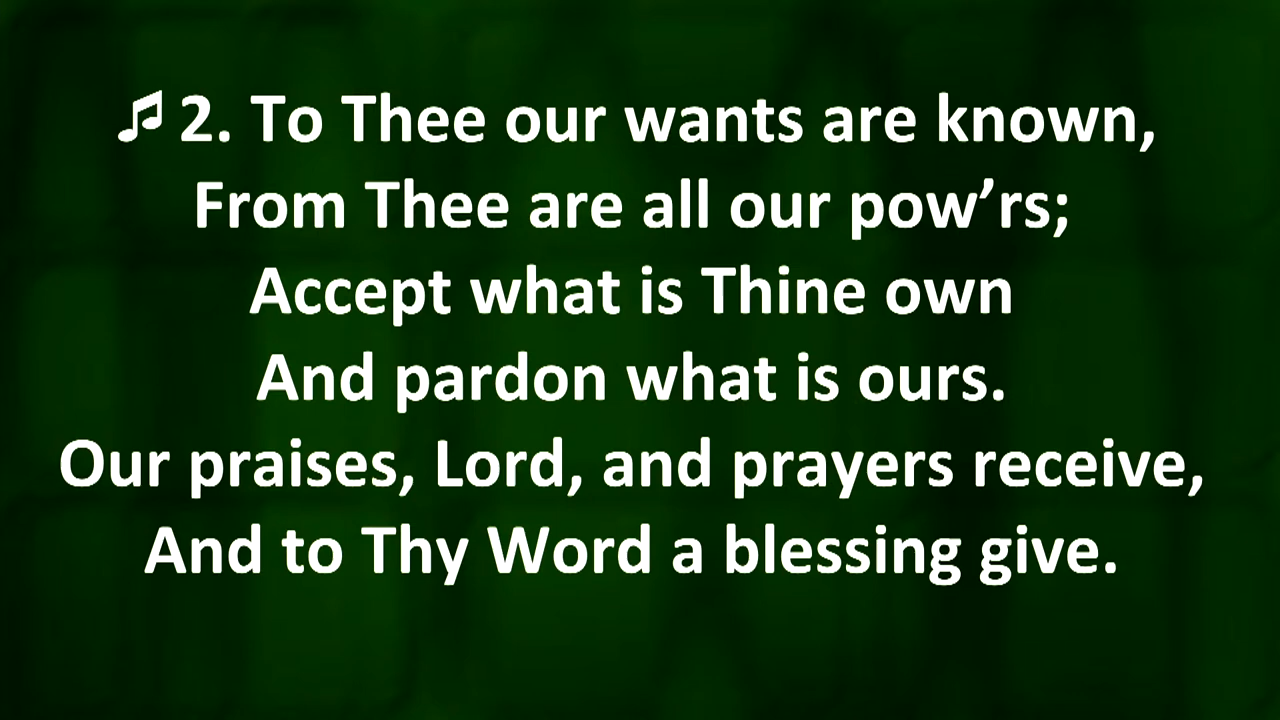 🎵 2. To Thee our wants are known,
From Thee are all our pow’rs;
Accept what is Thine own
And pardon what is ours.
Our praises, Lord, and prayers receive,
And to Thy Word a blessing give.